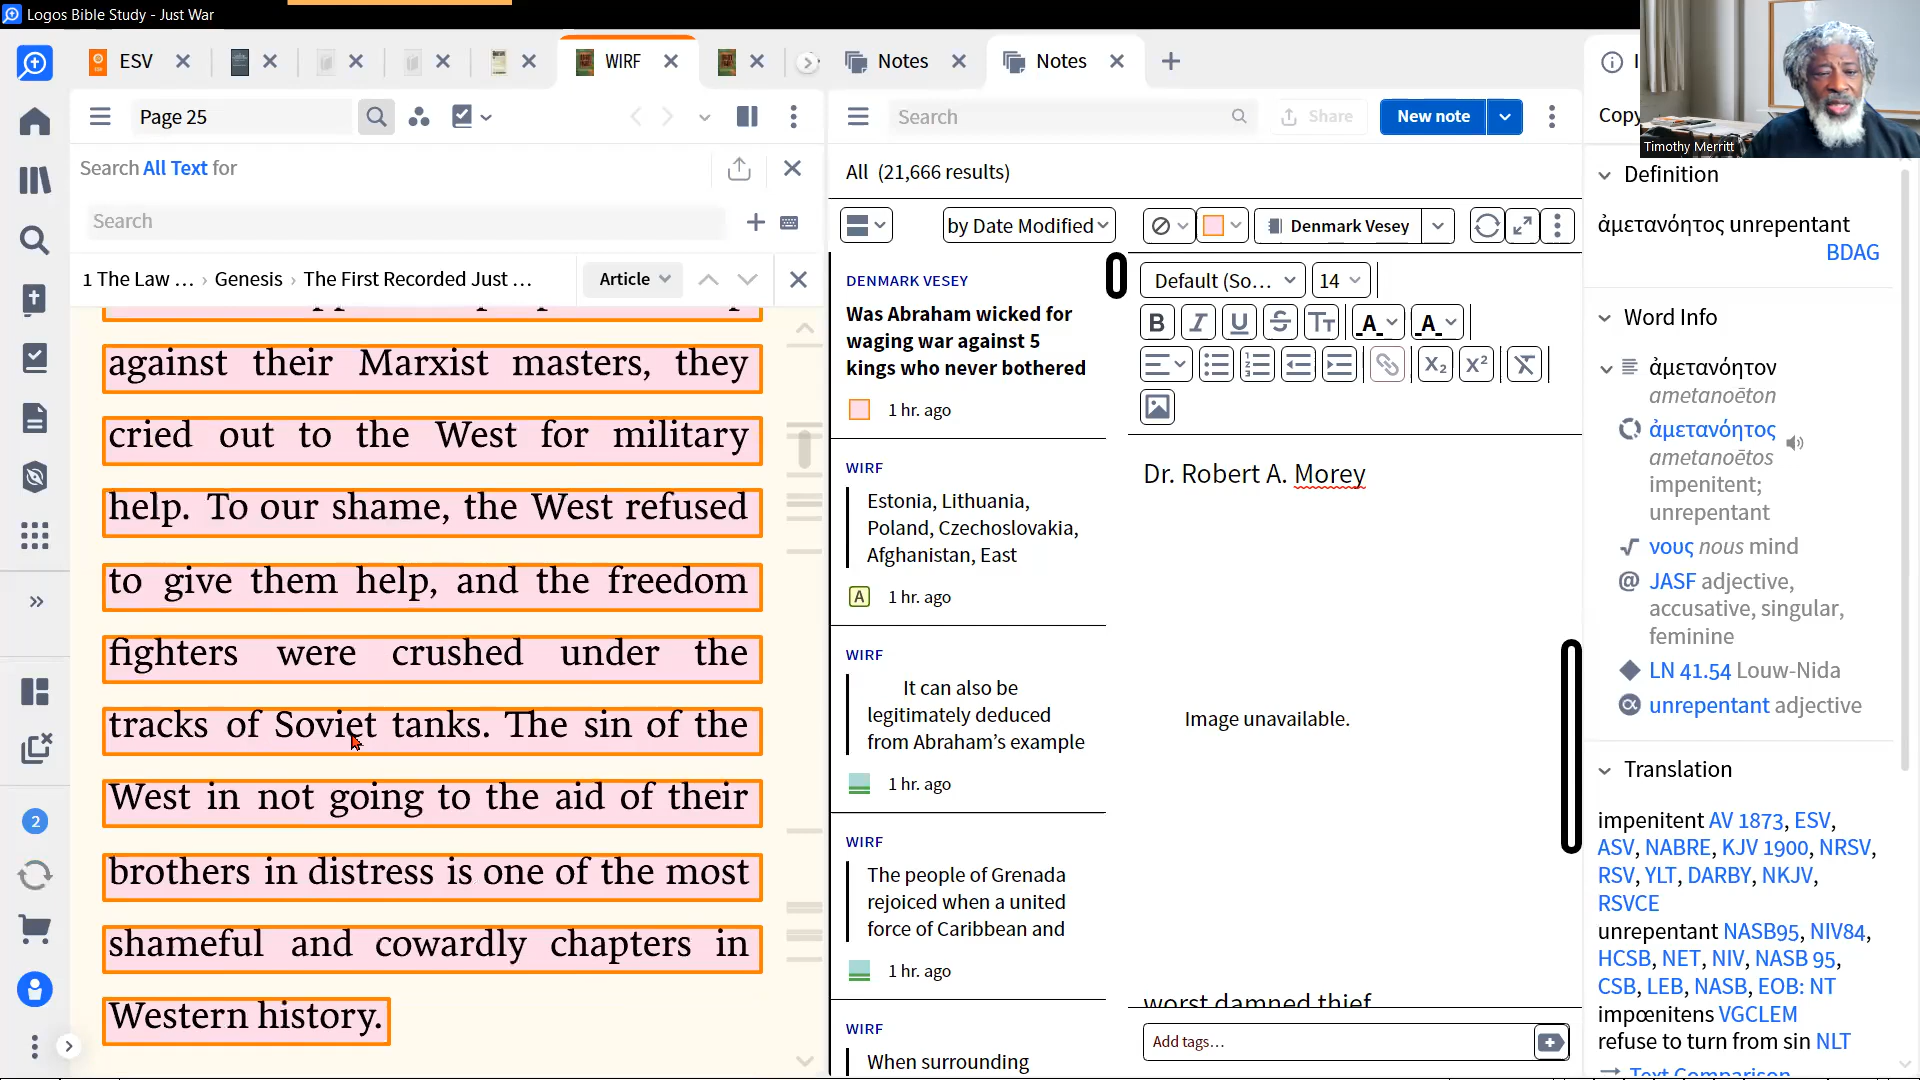 Logos Bible Study - Just War
ESV
WIRF
Notes
Notes
Page 25
Search All Text for
Search
1 The Law ... › Genesis › The First Recorded Just ...
Article
against their Marxist masters, they
cried out to the West for military
help. To our shame, the West refused
to give them help, and the freedom
fighters were crushed under the
tracks of Soviet tanks. The sin of the
West in not going to the aid of their
brothers in distress is one of the most
shameful and cowardly chapters in
Western history.
2
Search
Share
New note
All (21,666 results)
by Date Modified
Denmark Vesey
DENMARK VESEY
Was Abraham wicked for
waging war against 5
kings who never bothered
1 hr. ago
WIRF
Estonia, Lithuania,
Poland, Czechoslovakia,
Afghanistan, East
A
1 hr. ago
WIRF
It can also be
legitimately deduced
from Abraham’s example
1 hr. ago
WIRF
The people of Grenada
rejoiced when a united
force of Caribbean and
1 hr. ago
WIRF
When surrounding
Default (So...
14
B I U S TT A A
X₂ X²
Dr. Robert A. Morey
Image unavailable.
worst damned thief
Add tags...
Copy
Timothy Merritt
Definition
ἀμετανόητος unrepentant
BDAG
Word Info
ἀμετανόητον
ametanoēton
ἀμετανόητος
ametanoētos
impenitent;
unrepentant
νους nous mind
@ JASF adjective,
accusative, singular,
feminine
LN 41.54 Louw-Nida
unrepentant adjective
Translation
impenitent AV 1873, ESV,
ASV, NABRE, KJV 1900, NRSV,
RSV, YLT, DARBY, NKJV,
RSVCE
unrepentant NASB95, NIV84,
HCSB, NET, NIV, NASB 95,
CSB, LEB, NASB, EOB: NT
impœnitens VGCLEM
refuse to turn from sin NLT
Text Comparison